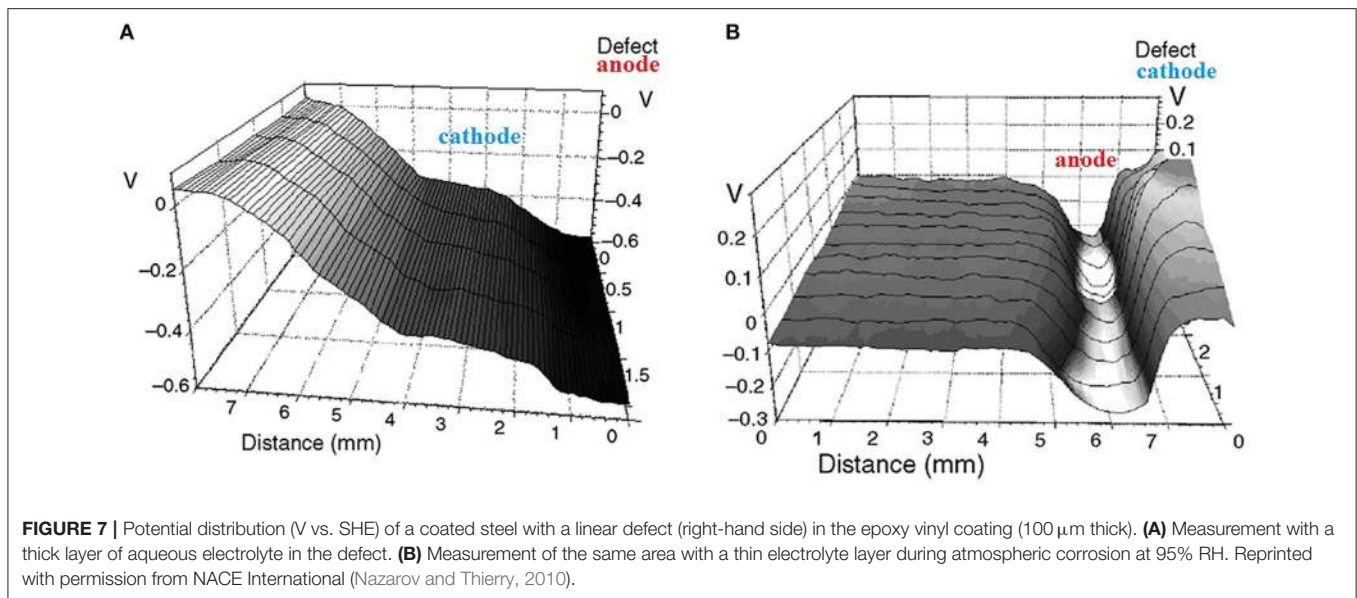 A
Defect
anode
V
0
cathode
−0.2
V
−0.4
0
−0.6
0
−0.2
0.5
−0.4
1
1.5
−0.6
7
6
5
4
3
2
1
0
Distance (mm)
B
Defect
cathode
V
0.2
anode
0.1
V
0.2
0.1
0
−0.1
2
−0.2
1
−0.3
0
1
2
3
4
5
6
7
0
Distance (mm)
FIGURE 7 | Potential distribution (V vs. SHE) of a coated steel with a linear defect (right-hand side) in the epoxy vinyl coating (100 μm thick). (A) Measurement with a
thick layer of aqueous electrolyte in the defect. (B) Measurement of the same area with a thin electrolyte layer during atmospheric corrosion at 95% RH. Reprinted
with permission from NACE International (Nazarov and Thierry, 2010).